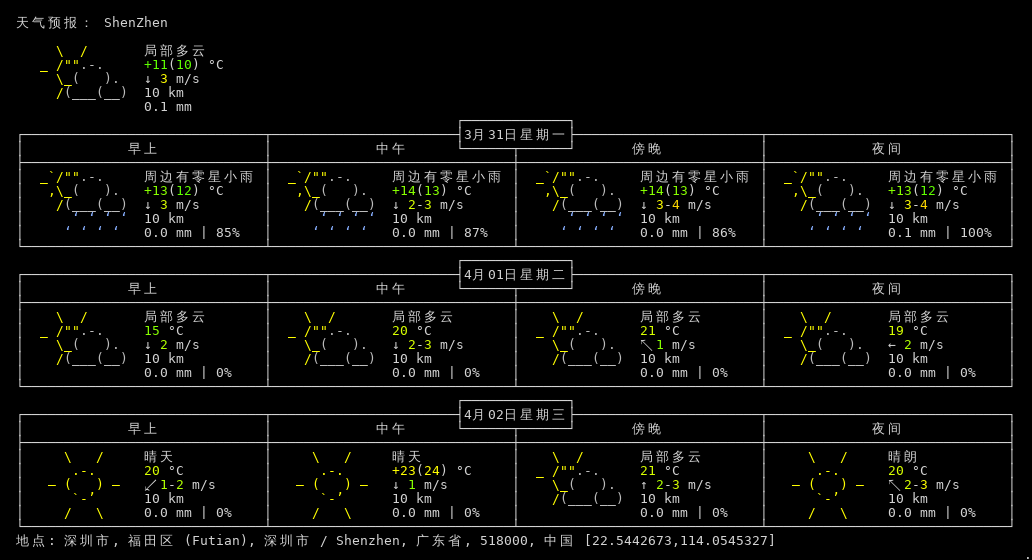 天气预报： ShenZhen
局部多云
+11(10) °C
↓ 3 m/s
10 km
0.1 mm
3月31日星期一
早上 中午 傍晚 夜间
周边有零星小雨 周边有零星小雨 周边有零星小雨 周边有零星小雨
+13(12) °C +14(13) °C +14(13) °C +13(12) °C
↓ 3 m/s ↓ 2-3 m/s ↓ 3-4 m/s ↓ 3-4 m/s
10 km 10 km 10 km 10 km
0.0 mm | 85% 0.0 mm | 87% 0.0 mm | 86% 0.1 mm | 100%
4月01日星期二
早上 中午 傍晚 夜间
局部多云 局部多云 局部多云 局部多云
15 °C 20 °C 21 °C 19 °C
↓ 2 m/s ↓ 2-3 m/s ↖ 1 m/s ← 2 m/s
10 km 10 km 10 km 10 km
0.0 mm | 0% 0.0 mm | 0% 0.0 mm | 0% 0.0 mm | 0%
4月02日星期三
早上 中午 傍晚 夜间
晴天 晴天 局部多云 晴朗
20 °C +23(24) °C 21 °C 20 °C
↙ 1-2 m/s ↓ 1 m/s ↑ 2-3 m/s ↖ 2-3 m/s
10 km 10 km 10 km 10 km
0.0 mm | 0% 0.0 mm | 0% 0.0 mm | 0% 0.0 mm | 0%
地点: 深圳市, 福田区 (Futian), 深圳市 / Shenzhen, 广东省, 518000, 中国 [22.5442673,114.0545327]